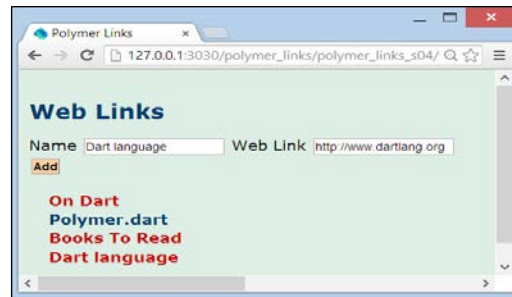 Polymer Links
127.0.0.1:3030/polymer_links/polymer_links_s04/
Web Links
Name Dart language Web Link http://www.dartlang.org
Add
On Dart
Polymer.dart
Books To Read
Dart language